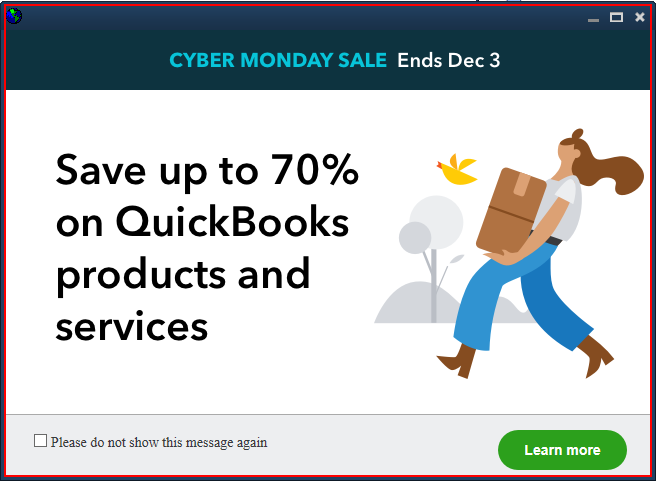 CYBER MONDAY SALE Ends Dec 3
Save up to 70%
on QuickBooks
products and
services
Please do not show this message again
Learn more